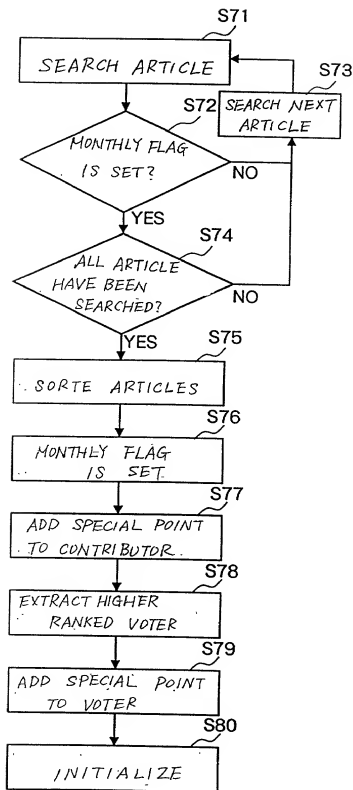 S71
SEARCH ARTICLE
S73
SEARCH NEXT
ARTICLE
S72
MONTHLY FLAG
IS SET?
NO
YES
S74
ALL ARTICLE
HAVE BEEN
SEARCHED?
NO
YES
S75
SORTE ARTICLES
S76
MONTHLY FLAG
IS SET
S77
ADD SPECIAL POINT
TO CONTRIBUTOR
S78
EXTRACT HIGHER
RANKED VOTER
S79
ADD SPECIAL POINT
TO VOTER
S80
INITIALIZE